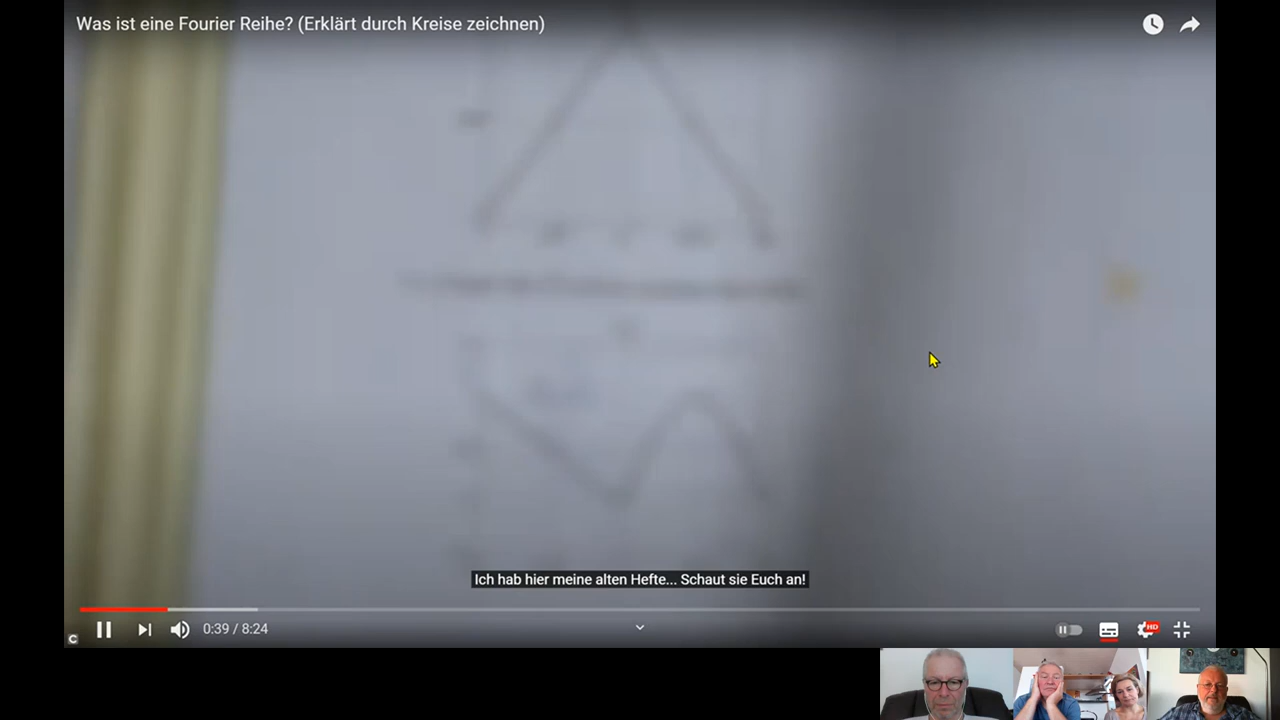 Was ist eine Fourier Reihe? (Erklärt durch Kreise zeichnen)
Ich hab hier meine alten Hefte... Schaut sie Euch an!
0:39 / 8:24
HD
C